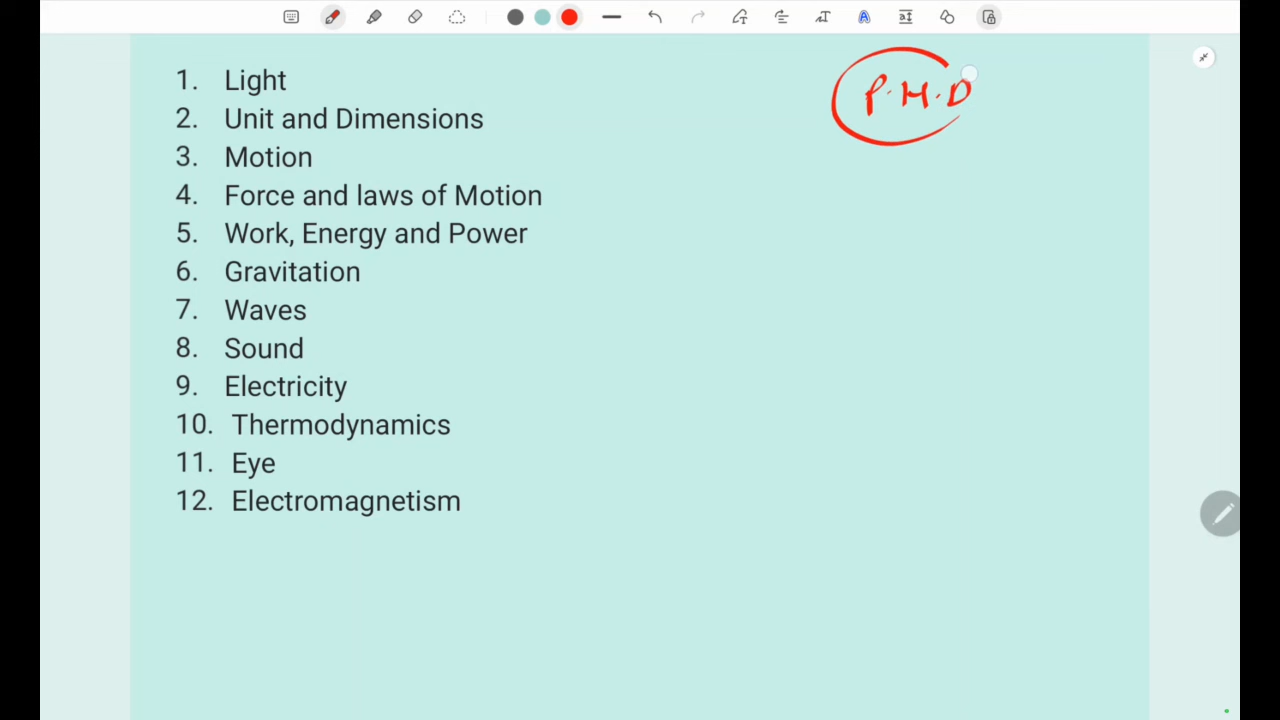 1. Light
2. Unit and Dimensions
3. Motion
4. Force and laws of Motion
5. Work, Energy and Power
6. Gravitation
7. Waves
8. Sound
9. Electricity
10. Thermodynamics
11. Eye
12. Electromagnetism
P.H.D